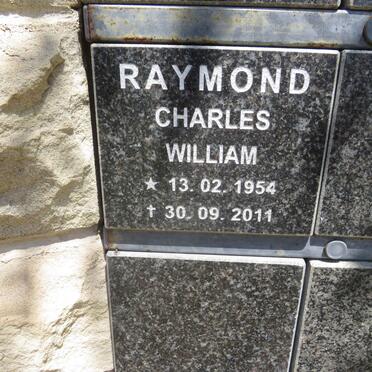 RAYMOND
CHARLES
WILLIAM
★ 13. 02. 1954
✝ 30. 09. 2011